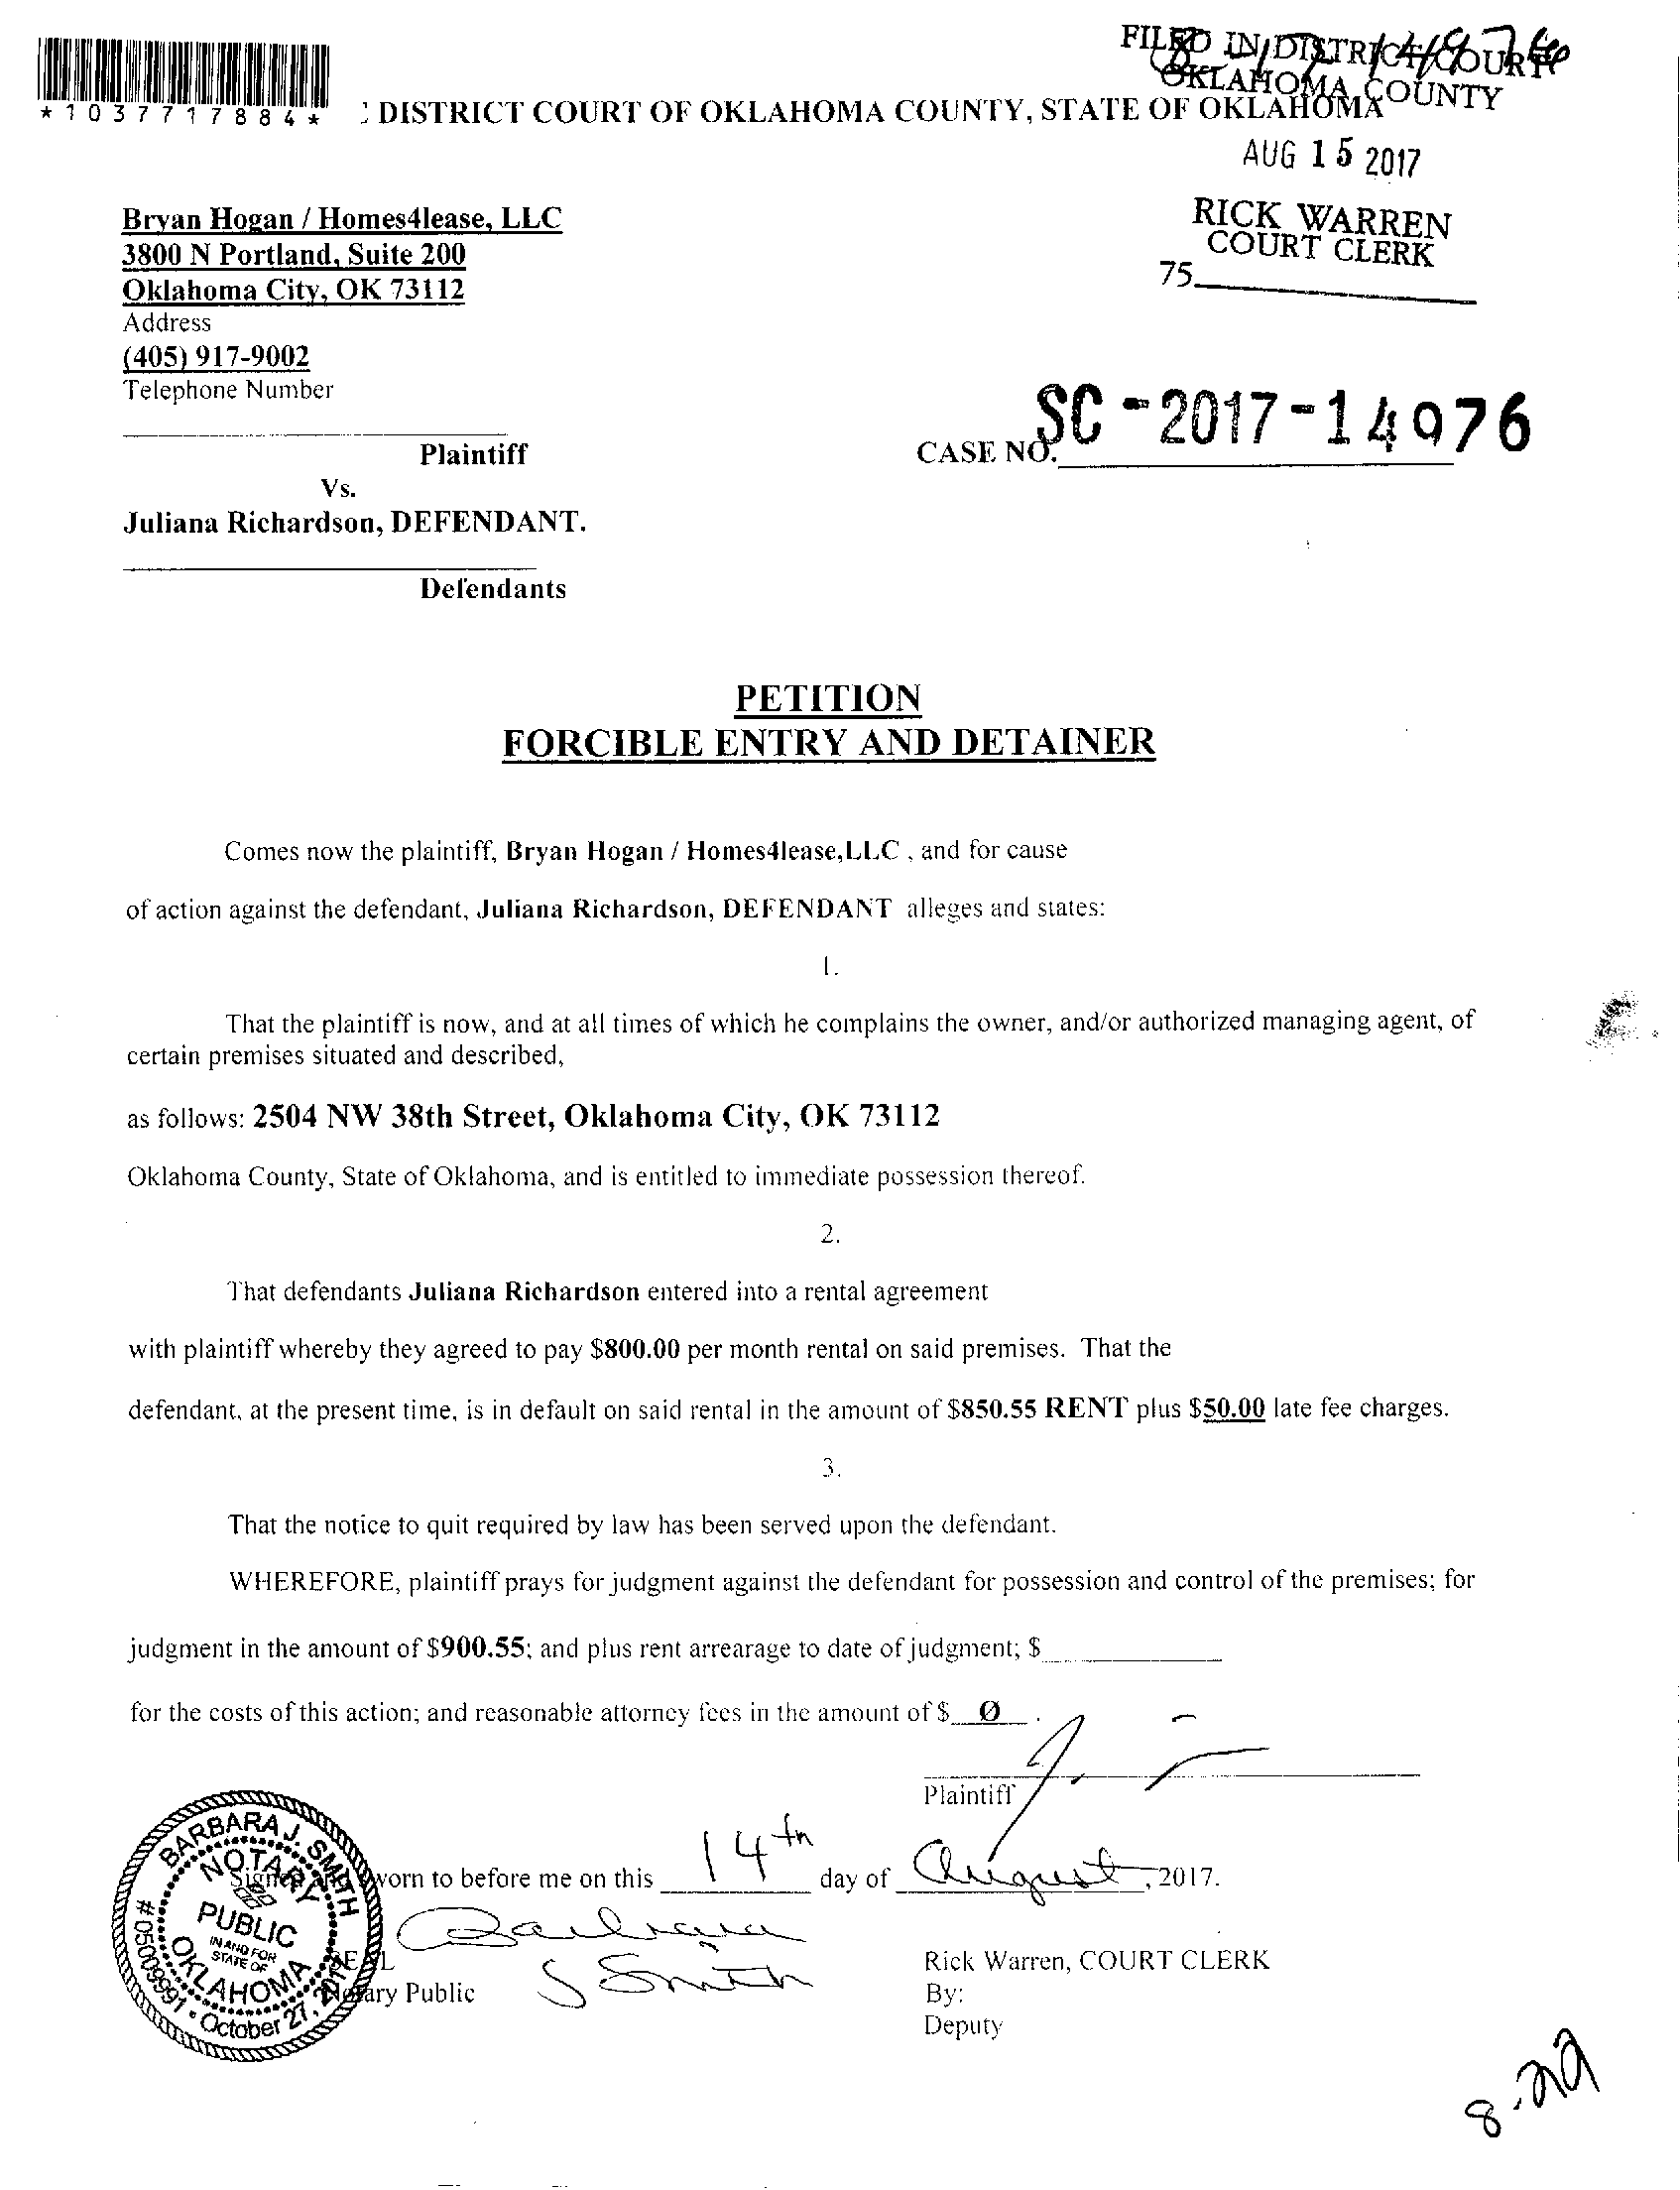 FILED IN DISTRICT COURT
OKLAHOMA COUNTY
*1037717884*
DISTRICT COURT OF OKLAHOMA COUNTY, STATE OF OKLAHOMA
AUG 15 2017
RICK WARREN
COURT CLERK
75
Bryan Hogan / Homes4lease, LLC
3800 N Portland, Suite 200
Oklahoma City, OK 73112
Address
(405) 917-9002
Telephone Number
Plaintiff
SC-2017-14976
CASE NO.
Vs.
Juliana Richardson, DEFENDANT.
Defendants
PETITION
FORCIBLE ENTRY AND DETAINER
Comes now the plaintiff, Bryan Hogan / Homes4lease,LLC , and for cause
of action against the defendant, Juliana Richardson, DEFENDANT alleges and states:
1.
That the plaintiff is now, and at all times of which he complains the owner, and/or authorized managing agent, of
certain premises situated and described,
as follows: 2504 NW 38th Street, Oklahoma City, OK 73112
Oklahoma County, State of Oklahoma, and is entitled to immediate possession thereof.
2.
That defendants Juliana Richardson entered into a rental agreement
with plaintiff whereby they agreed to pay $800.00 per month rental on said premises. That the
defendant, at the present time, is in default on said rental in the amount of $850.55 RENT plus $50.00 late fee charges.
3.
That the notice to quit required by law has been served upon the defendant.
WHEREFORE, plaintiff prays for judgment against the defendant for possession and control of the premises; for
judgment in the amount of $900.55; and plus rent arrearage to date of judgment; $
for the costs of this action; and reasonable attorney fees in the amount of $ Ø .
Plaintiff
Signed and sworn to before me on this 14th day of August, 2017.
BARBARA J. SMITH
NOTARY
PUBLIC
IN AND FOR
STATE OF
OKLAHOMA
#05009991 - October 27, 2017
Barbara
J Smith
SEAL
Notary Public
Rick Warren, COURT CLERK
By:
Deputy
8-22